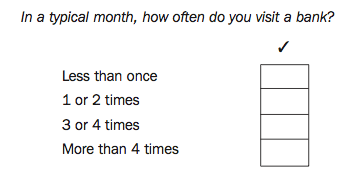 In a typical month, how often do you visit a bank?
✓
Less than once
1 or 2 times
3 or 4 times
More than 4 times